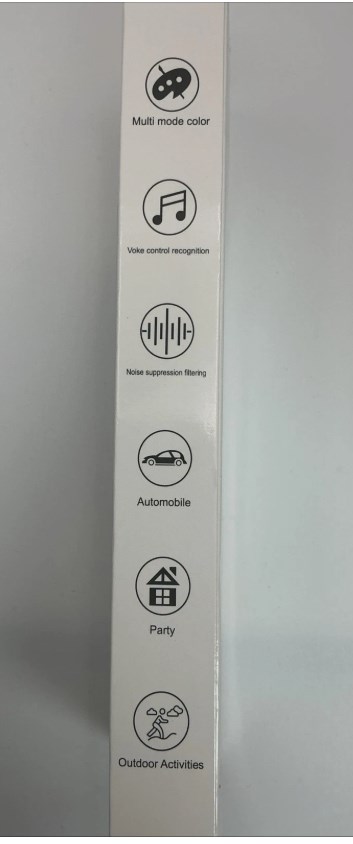 Multi mode color
Voke control recognition
Noise suppression filtering
Automobile
Party
Outdoor Activities